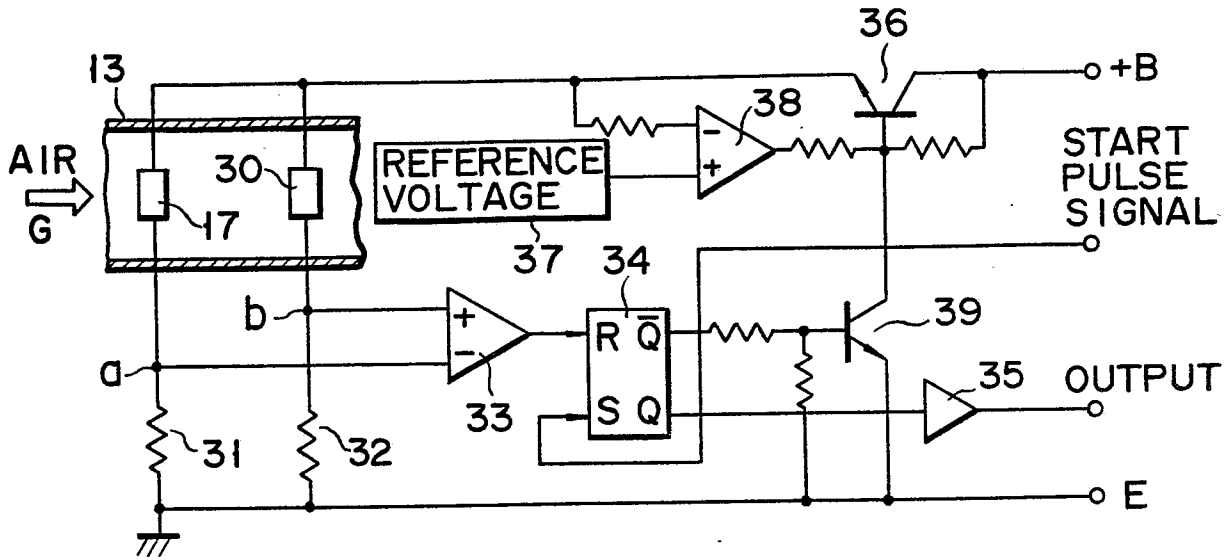 36
13
+B
38
AIR
START
PULSE
SIGNAL
REFERENCE
VOLTAGE
-
+
30
17
G
37
34
b
+
-
R Q̅
39
a
33
S Q
35
OUTPUT
31
32
E